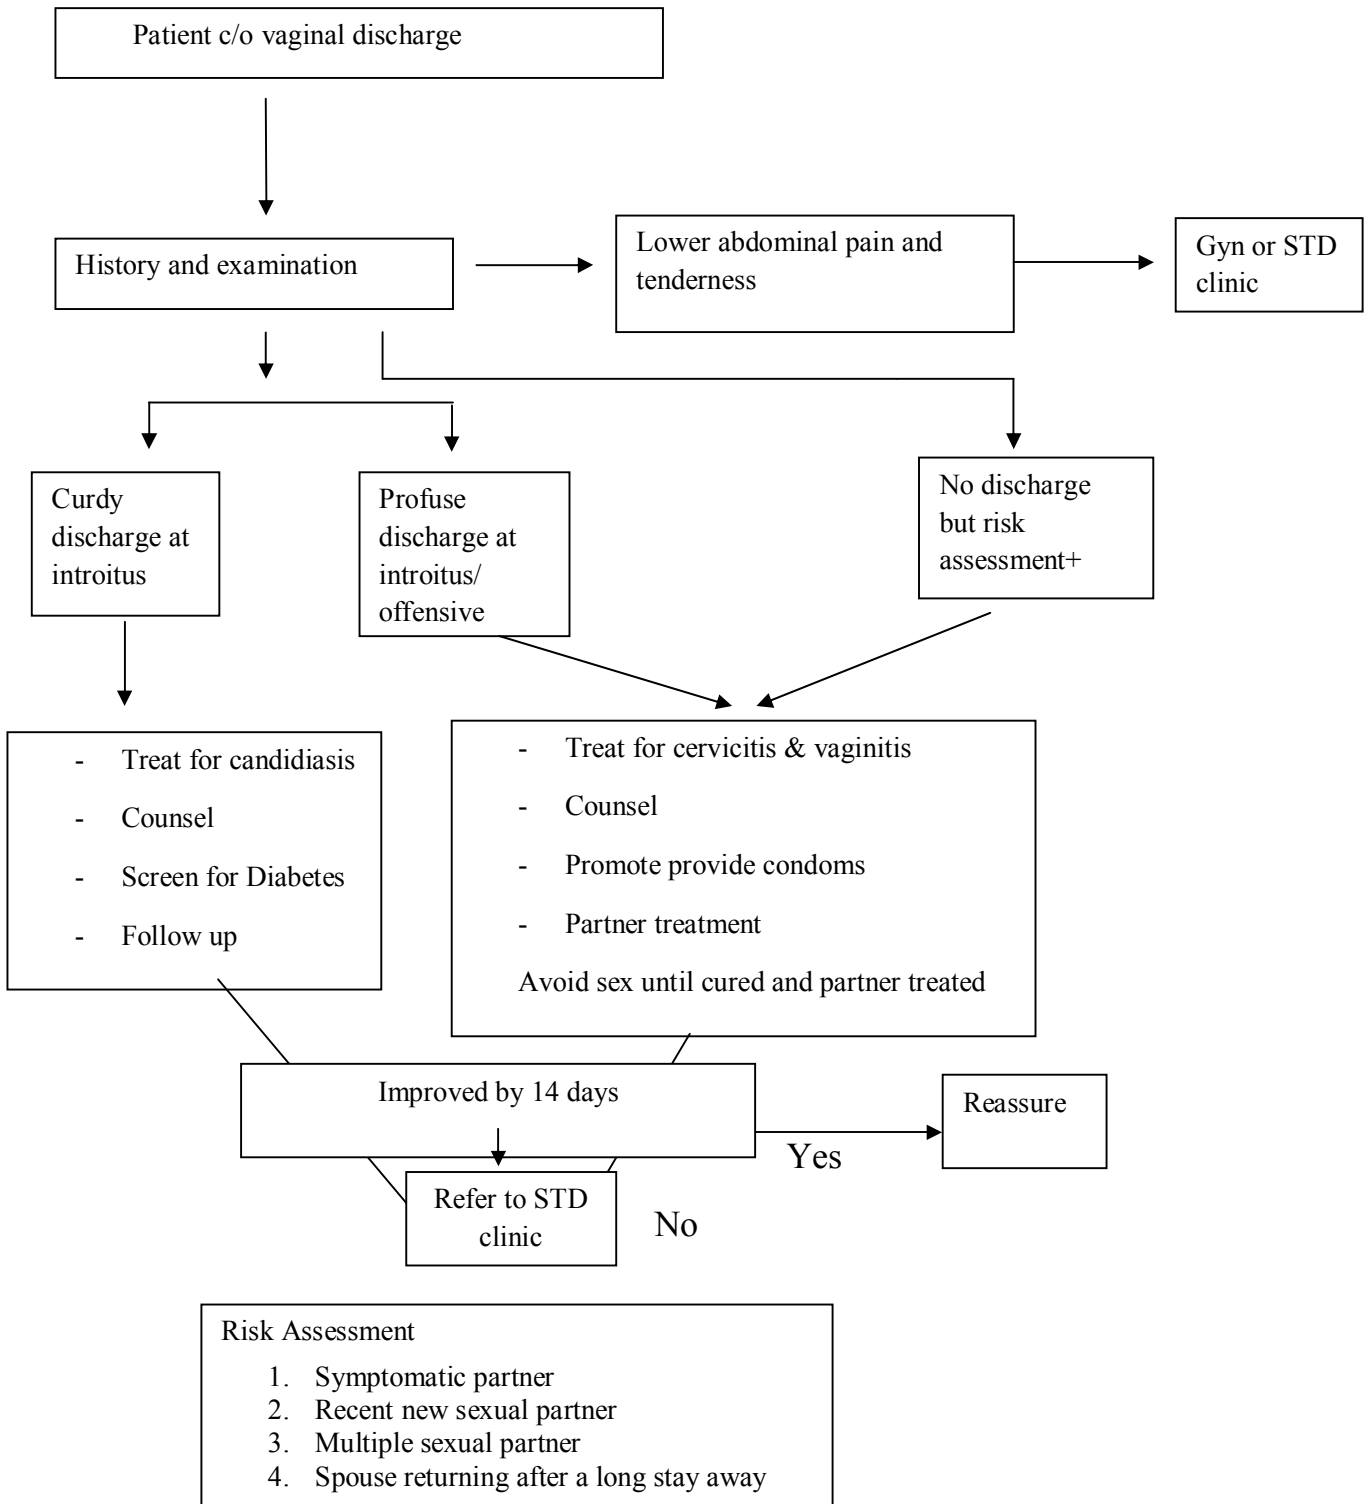 Patient c/o vaginal discharge
History and examination
Lower abdominal pain and
tenderness
Gyn or STD
clinic
Curdy
discharge at
introitus
Profuse
discharge at
introitus/
offensive
No discharge
but risk
assessment+
- Treat for candidiasis
- Counsel
- Screen for Diabetes
- Follow up
- Treat for cervicitis & vaginitis
- Counsel
- Promote provide condoms
- Partner treatment
Avoid sex until cured and partner treated
Improved by 14 days
Yes
Reassure
Refer to STD
clinic
No
Risk Assessment
1. Symptomatic partner
2. Recent new sexual partner
3. Multiple sexual partner
4. Spouse returning after a long stay away